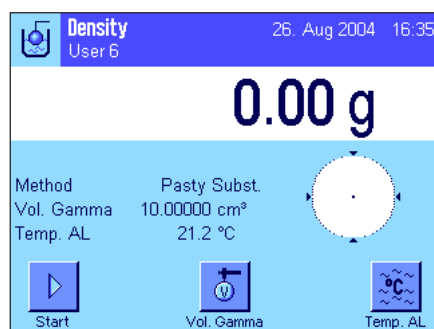 Density 26. Aug 2004 16:35
User 6
0.00 g
Method Pasty Subst.
Vol. Gamma 10.00000 cm³
Temp. AL 21.2 °C
V °C
Start Vol. Gamma Temp. AL